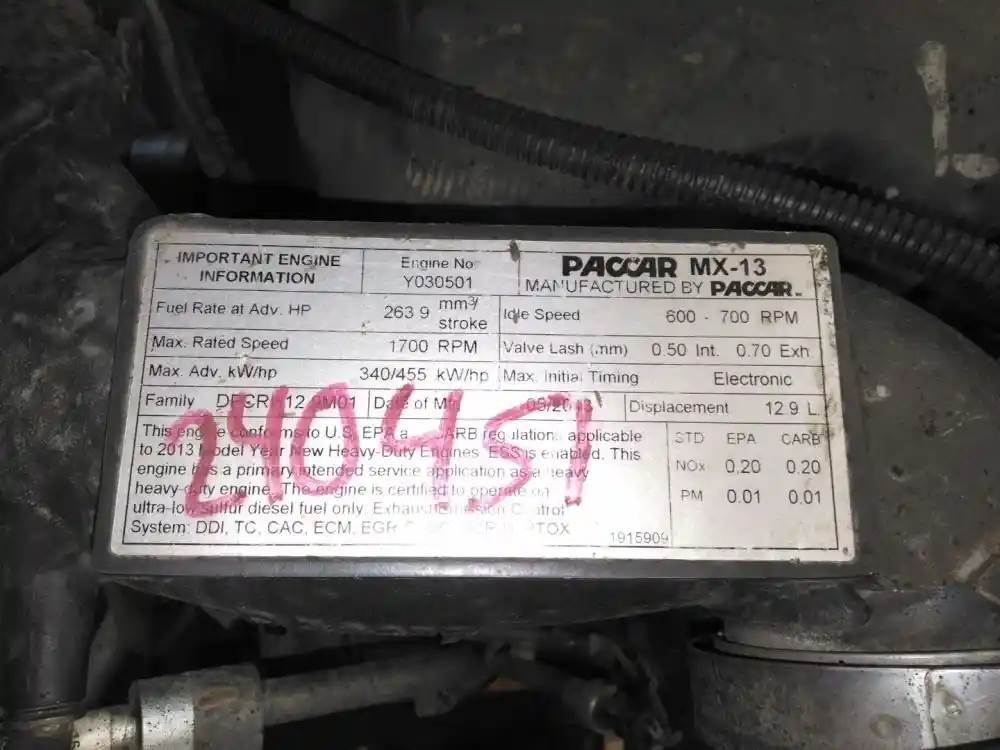 IMPORTANT ENGINE INFORMATION
Engine No
Y030501
PACCAR MX-13
MANUFACTURED BY PACCAR
Fuel Rate at Adv. HP 263 9 mm³/stroke
Idle Speed 600 - 700 RPM
Max. Rated Speed 1700 RPM
Valve Lash (mm) 0.50 Int. 0.70 Exh
Max. Adv. kW/hp 340/455 kW/hp
Max. Initial Timing Electronic
Family
Date of Mfg
Displacement 12.9 L
240451
This engine conforms to U.S. EPA a CARB regulations applicable
to 2013 Model Year New Heavy-Duty Engines. ESS is enabled. This
engine has a primary intended service application as a heavy
heavy-duty engine. The engine is certified to operate on
ultra-low sulfur diesel fuel only. Exhaust Emission Control
System: DDI, TC, CAC, ECM, EGR
1915909
STD EPA CARB
NOx 0.20 0.20
PM 0.01 0.01